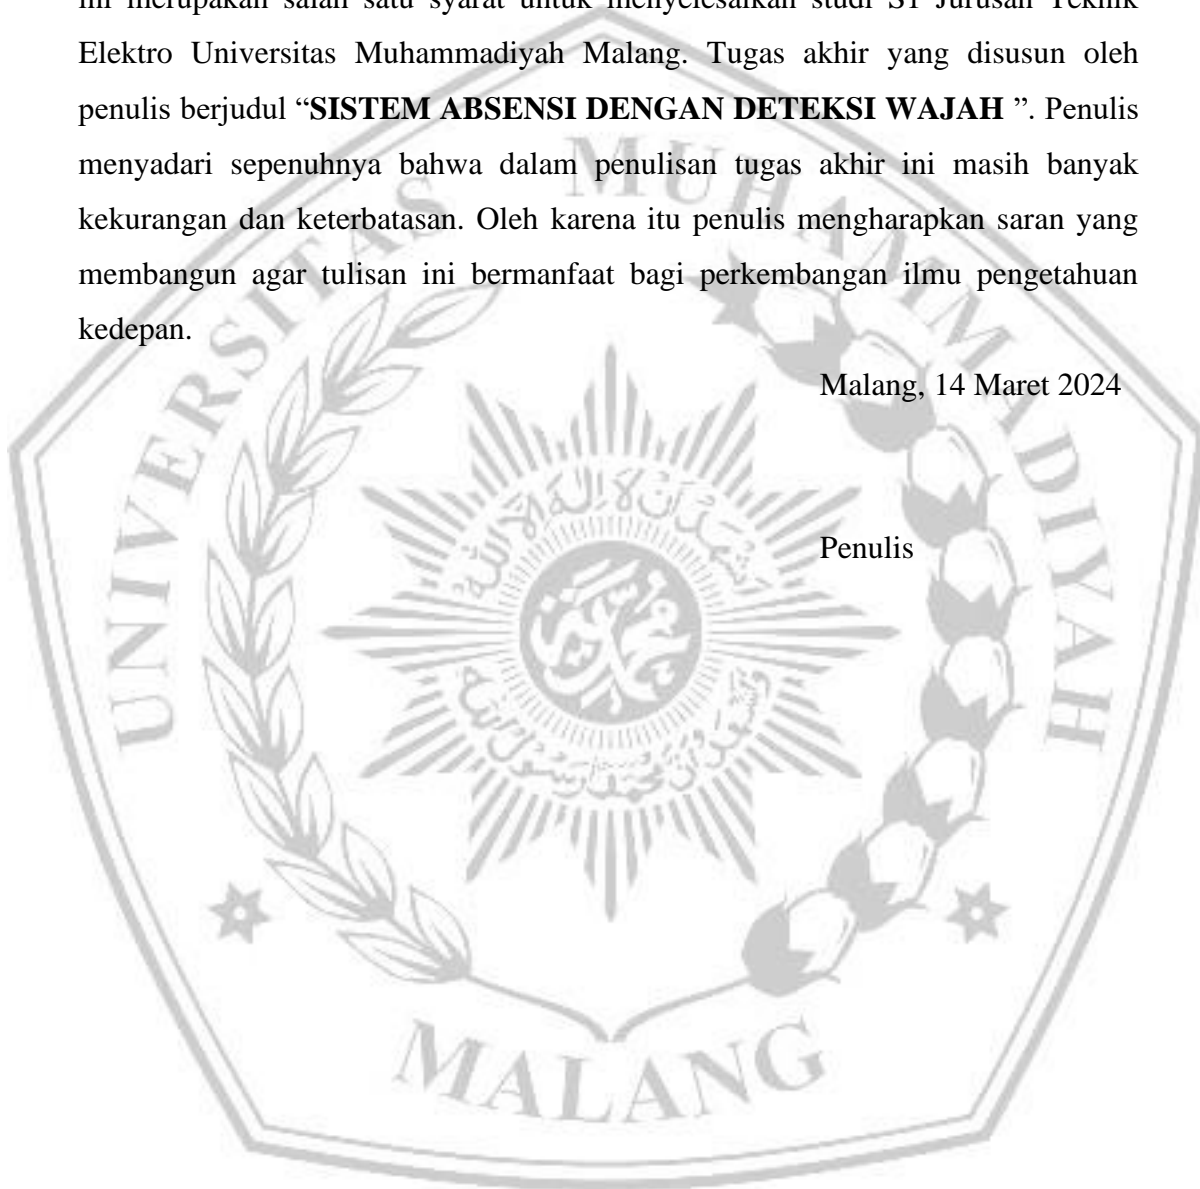 ini merupakan salah satu syarat untuk menyelesaikan studi S1 Jurusan Teknik
Elektro Universitas Muhammadiyah Malang. Tugas akhir yang disusun oleh
penulis berjudul “SISTEM ABSENSI DENGAN DETEKSI WAJAH ”. Penulis
menyadari sepenuhnya bahwa dalam penulisan tugas akhir ini masih banyak
kekurangan dan keterbatasan. Oleh karena itu penulis mengharapkan saran yang
membangun agar tulisan ini bermanfaat bagi perkembangan ilmu pengetahuan
kedepan.
Malang, 14 Maret 2024
Penulis
UNIVERSITAS MUHAMMADIYAH
MALANG